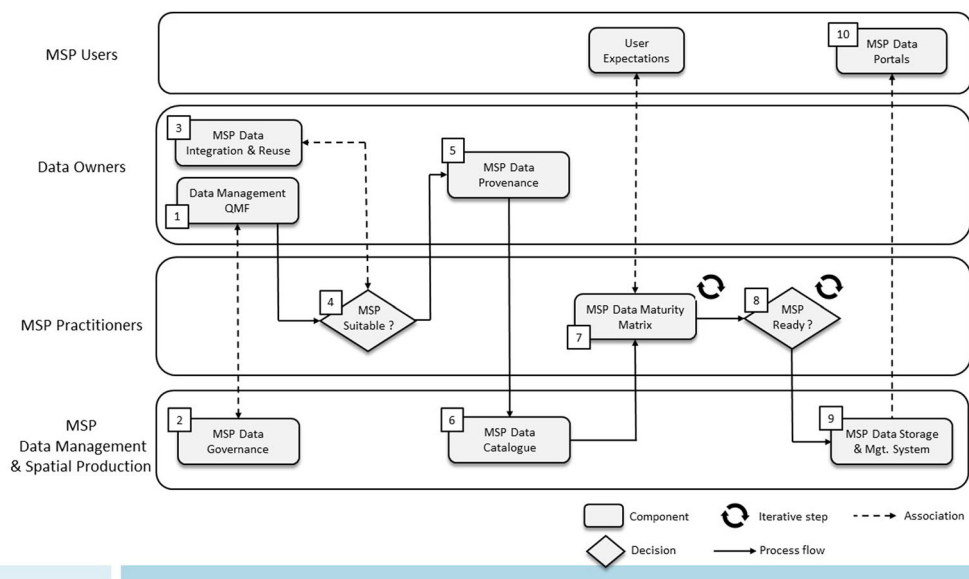 MSP Users
User
Expectations
10
MSP Data
Portals
Data Owners
3
MSP Data
Integration & Reuse
Data Management
QMF
1
5
MSP Data
Provenance
MSP Practitioners
4
MSP
Suitable ?
MSP Data Maturity
Matrix
7
8
MSP
Ready ?
MSP
Data Management
& Spatial Production
2
MSP Data
Governance
6
MSP Data
Catalogue
9
MSP Data Storage
& Mgt. System
Component
Iterative step
Association
Decision
Process flow